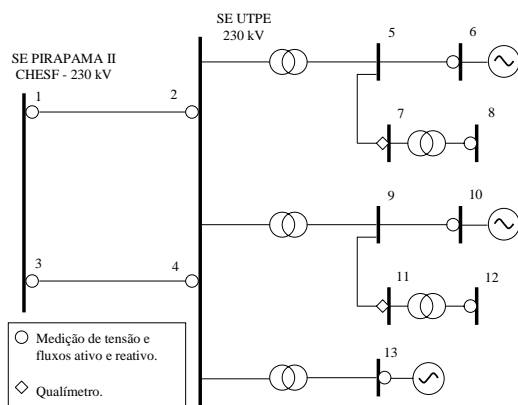 SE UTPE
230 kV
SE PIRAPAMA II
CHESF - 230 kV
1
2
3
4
5
6
7
8
9
10
11
12
13
Medição de tensão e
fluxos ativo e reativo.
Qualímetro.